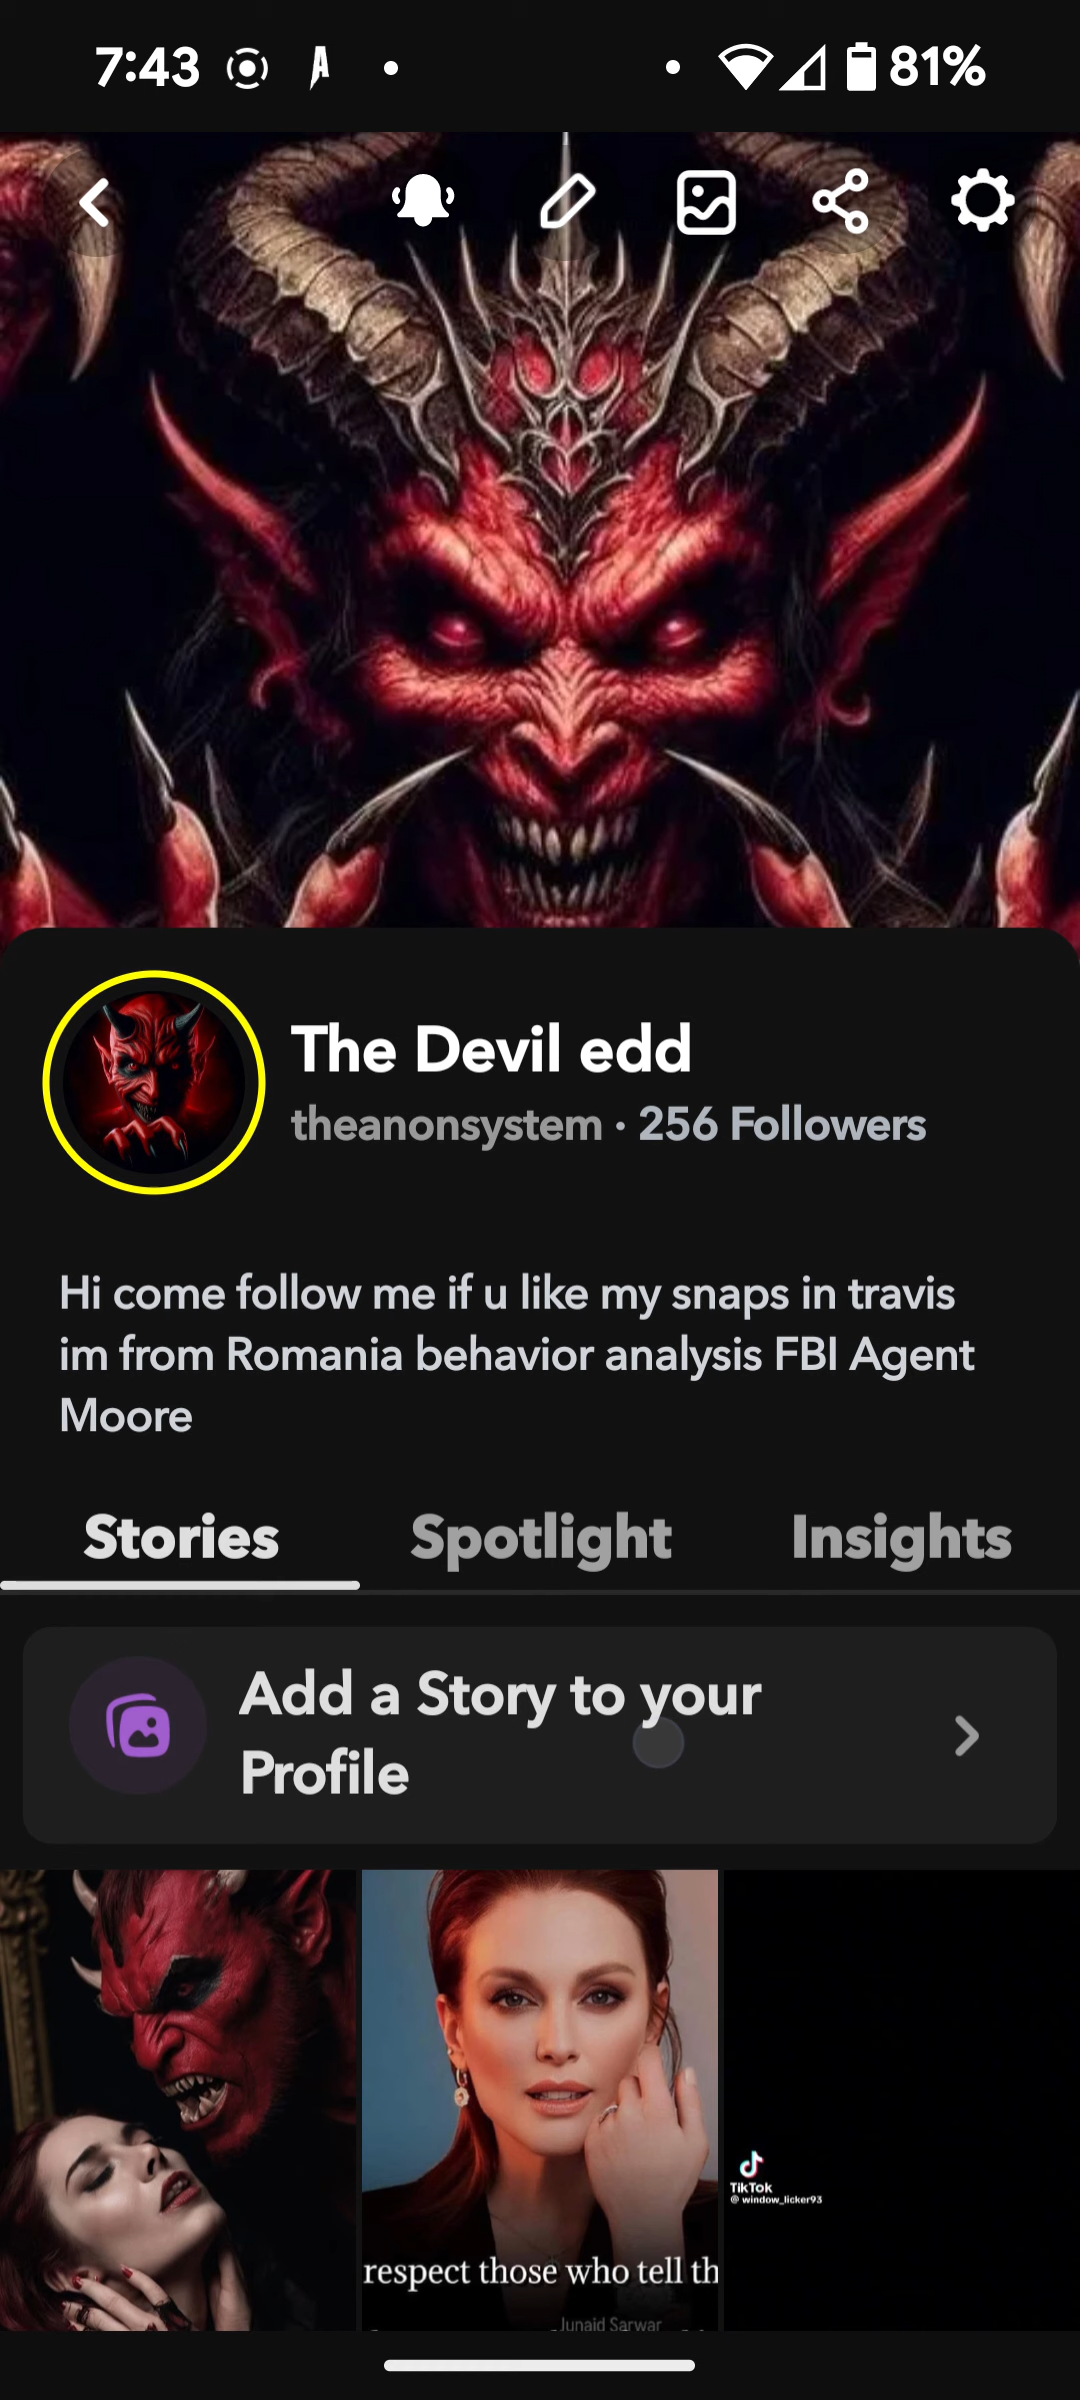 7:43
81%
The Devil edd
theanonsystem · 256 Followers
Hi come follow me if u like my snaps in travis
im from Romania behavior analysis FBI Agent
Moore
Stories
Spotlight
Insights
Add a Story to your
Profile
respect those who tell th
Junaid Sarwar
TikTok
@ window_licker93